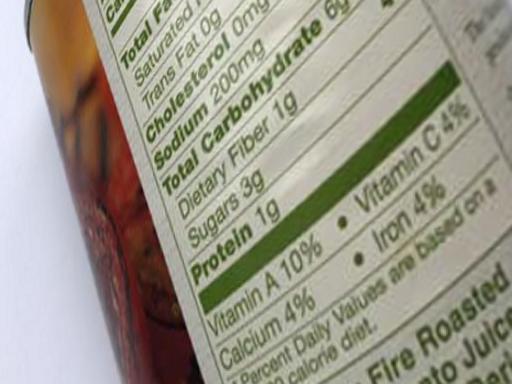 Total Fa
Saturated
Trans Fat 0g
Cholesterol 0mg
Sodium 200mg
Total Carbohydrate 6g
Dietary Fiber 1g
Sugars 3g
Protein 1g
Vitamin A 10% • Vitamin C 4%
Calcium 4% • Iron 4%
Percent Daily Values are based on a
calorie diet.
Fire Roasted
to Juice